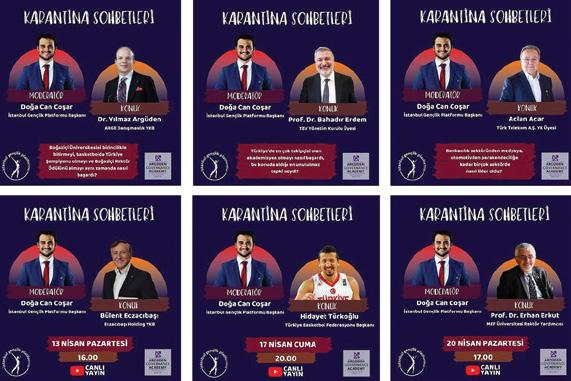 KARANTİNA SOHBETLERİ
MODERATÖR
Doğa Can Coşar
İstanbul Gençlik Platformu Başkanı
KONUK
Dr. Yılmaz Argüden
ARGE Danışmanlık YKB
Boğaziçi Üniversitesini birincilikle
bitirmeyi, basketbolda Türkiye
Şampiyonu olmayı ve Boğaziçi Rektör
Ödülünü almayı aynı zamanda nasıl
başardı?
ARGÜDEN
GOVERNANCE
ACADEMY
KARANTİNA SOHBETLERİ
MODERATÖR
Doğa Can Coşar
İstanbul Gençlik Platformu Başkanı
KONUK
Prof. Dr. Bahadır Erdem
TEV Yönetim Kurulu Üyesi
Türkiye'de en çok takipçisi olan
akademisyen olmayı nasıl başardı,
bu konuda aldığı en unutulmaz
tepki neydi?
ARGÜDEN
GOVERNANCE
ACADEMY
KARANTİNA SOHBETLERİ
MODERATÖR
Doğa Can Coşar
İstanbul Gençlik Platformu Başkanı
KONUK
Aclan Acar
Türk Telekom A.Ş. YK Üyesi
Bankacılık sektöründen medyaya,
otomotivden perakendeciliğe
kadar birçok sektörde
nasıl lider oldu?
ARGÜDEN
GOVERNANCE
ACADEMY
KARANTİNA SOHBETLERİ
MODERATÖR
Doğa Can Coşar
İstanbul Gençlik Platformu Başkanı
KONUK
Bülent Eczacıbaşı
Eczacıbaşı Holding YKB
13 NİSAN PAZARTESİ
16.00
CANLI
YAYIN
ARGÜDEN
GOVERNANCE
ACADEMY
KARANTİNA SOHBETLERİ
MODERATÖR
Doğa Can Coşar
İstanbul Gençlik Platformu Başkanı
TÜRKİYE
KONUK
Hidayet Türkoğlu
Türkiye Basketbol Federasyonu Başkanı
17 NİSAN CUMA
20.00
CANLI
YAYIN
ARGÜDEN
GOVERNANCE
ACADEMY
KARANTİNA SOHBETLERİ
MODERATÖR
Doğa Can Coşar
İstanbul Gençlik Platformu Başkanı
KONUK
Prof. Dr. Erhan Erkut
MEF Üniversitesi Rektör Yardımcısı
20 NİSAN PAZARTESİ
17.00
CANLI
YAYIN
ARGÜDEN
GOVERNANCE
ACADEMY